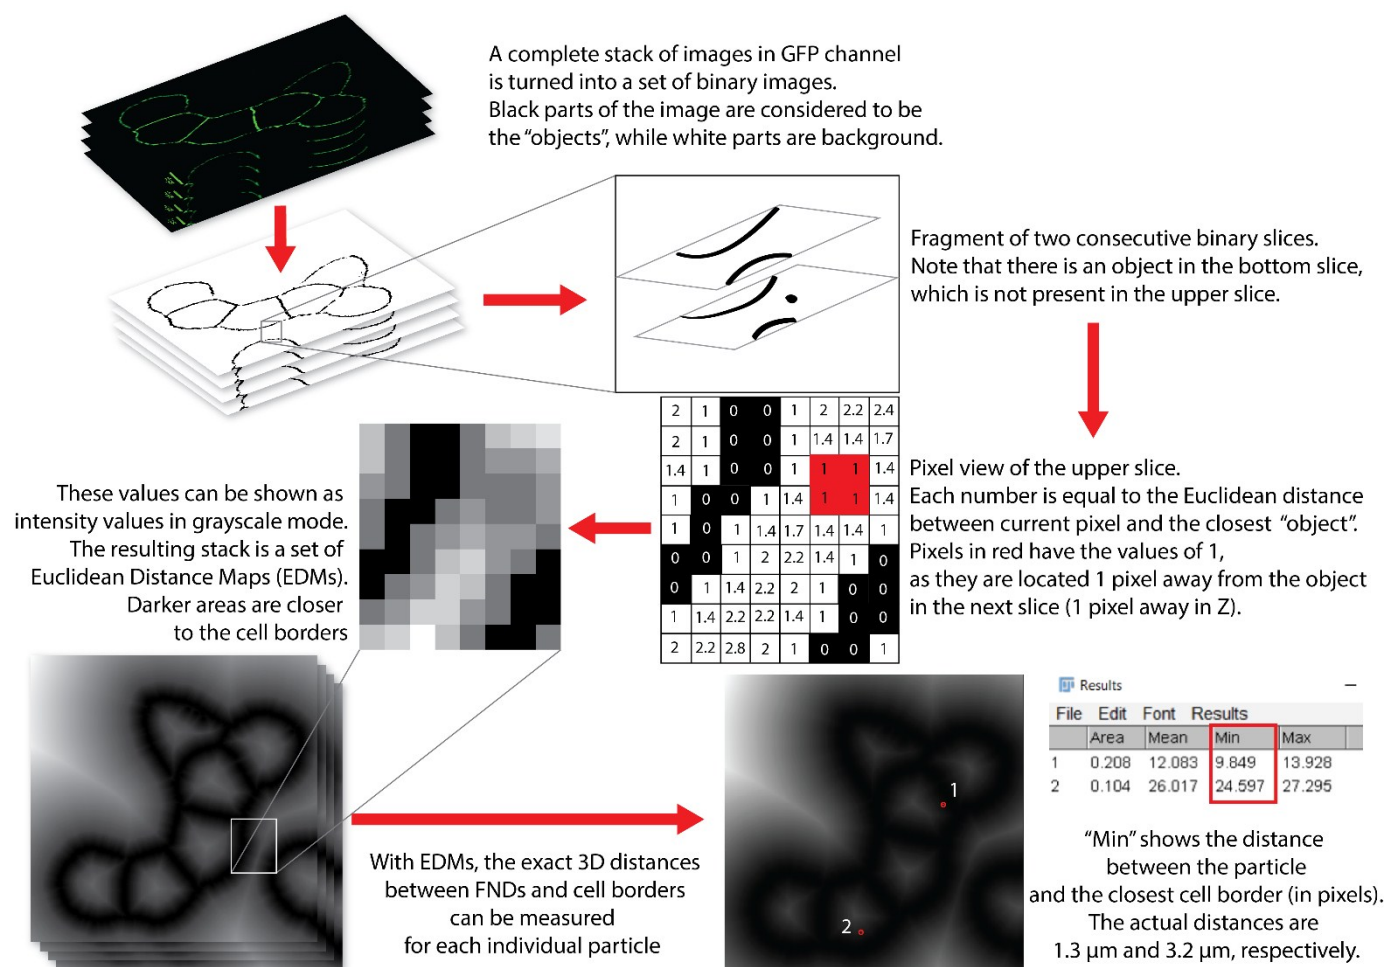 A complete stack of images in GFP channel
is turned into a set of binary images.
Black parts of the image are considered to be
the “objects”, while white parts are background.
Fragment of two consecutive binary slices.
Note that there is an object in the bottom slice,
which is not present in the upper slice.
2 1 0 0 1 2 2.2 2.4
2 1 0 0 1 1.4 1.4 1.7
1.4 1 0 0 1 1 1 1.4
1 0 0 1 1.4 1 1 1.4
1 0 1 1.4 1.7 1.4 1.4 1
0 0 1 2 2.2 1.4 1 0
0 1 1.4 2.2 2 1 0 0
1 1.4 2.2 2.2 1.4 1 0 0
2 2.2 2.8 2 1 0 0 1
Pixel view of the upper slice.
Each number is equal to the Euclidean distance
between current pixel and the closest “object”.
Pixels in red have the values of 1,
as they are located 1 pixel away from the object
in the next slice (1 pixel away in Z).
These values can be shown as
intensity values in grayscale mode.
The resulting stack is a set of
Euclidean Distance Maps (EDMs).
Darker areas are closer
to the cell borders
With EDMs, the exact 3D distances
between FNDs and cell borders
can be measured
for each individual particle
1
2
Results
File Edit Font Results
Area Mean Min Max
1 0.208 12.083 9.849 13.928
2 0.104 26.017 24.597 27.295
“Min” shows the distance
between the particle
and the closest cell border (in pixels).
The actual distances are
1.3 µm and 3.2 µm, respectively.